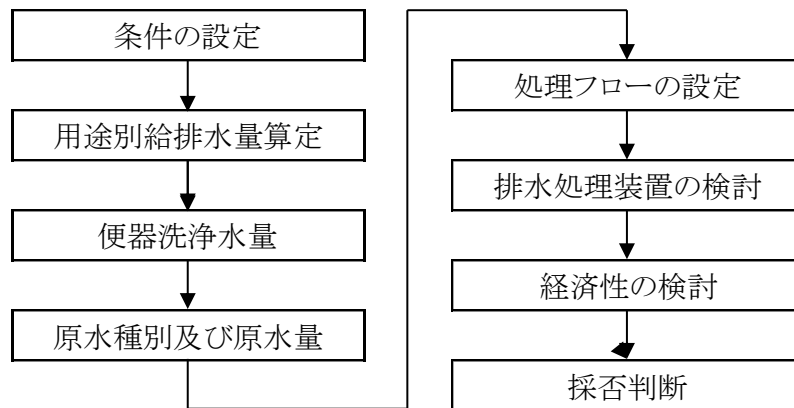 条件の設定
用途別給排水量算定
便器洗浄水量
原水種別及び原水量
処理フローの設定
排水処理装置の検討
経済性の検討
採否判断